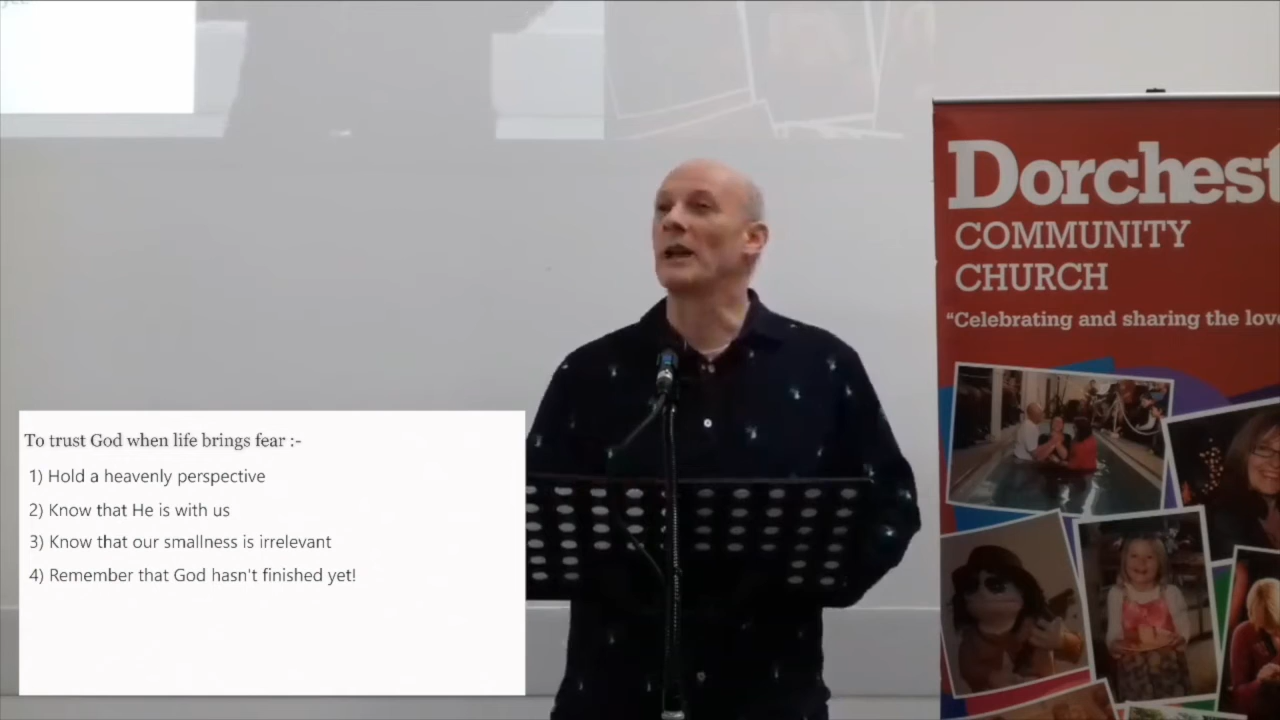 To trust God when life brings fear :-
1) Hold a heavenly perspective
2) Know that He is with us
3) Know that our smallness is irrelevant
4) Remember that God hasn't finished yet!
Dorchest
COMMUNITY
CHURCH
“Celebrating and sharing the love